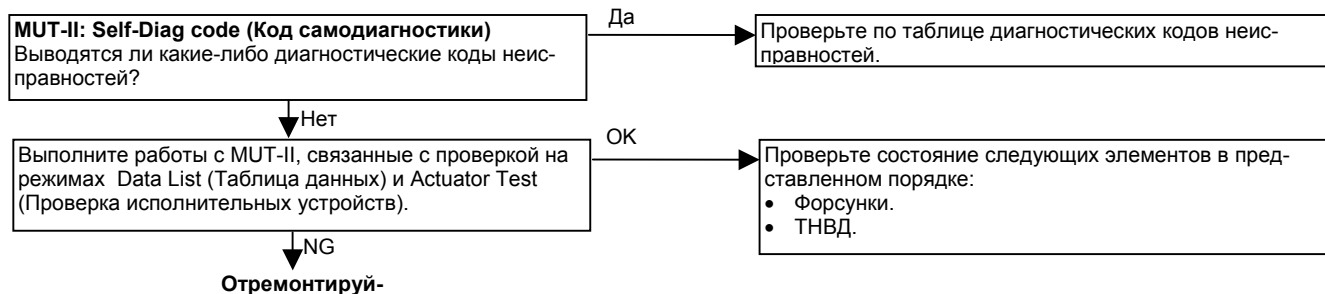 MUT-II: Self-Diag code (Код самодиагностики)
Выводятся ли какие-либо диагностические коды неис-
правностей?
Да
Проверьте по таблице диагностических кодов неис-
правностей.
Нет
Выполните работы с MUT-II, связанные с проверкой на
режимах Data List (Таблица данных) и Actuator Test
(Проверка исполнительных устройств).
OK
Проверьте состояние следующих элементов в пред-
ставленном порядке:
• Форсунки.
• ТНВД.
NG
Отремонтируй-